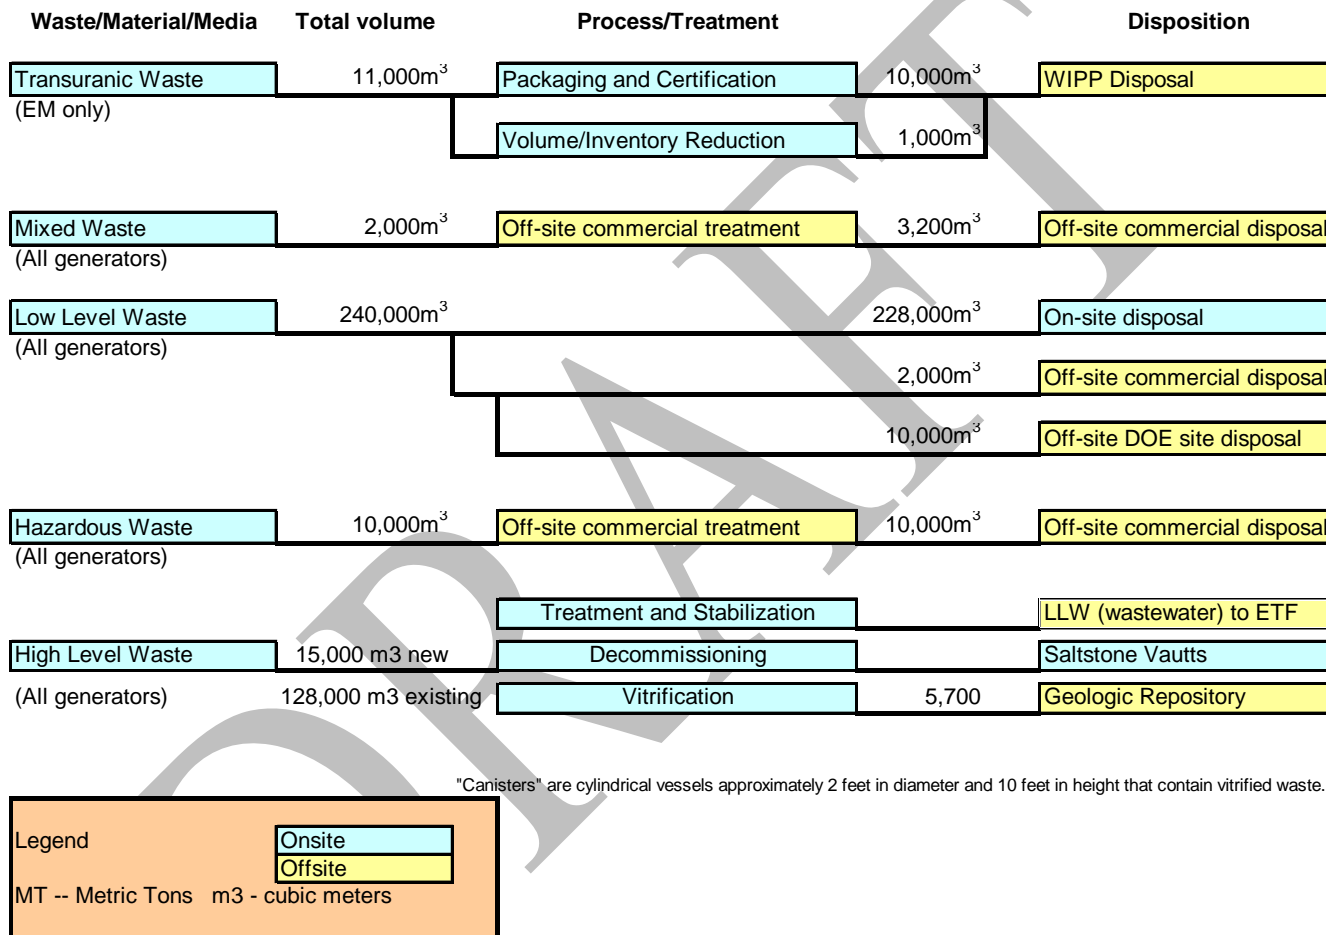 Waste/Material/Media Total volume Process/Treatment Disposition
Transuranic Waste 11,000m³ Packaging and Certification 10,000m³ WIPP Disposal
(EM only)
Volume/Inventory Reduction 1,000m³
Mixed Waste 2,000m³ Off-site commercial treatment 3,200m³ Off-site commercial disposal
(All generators)
Low Level Waste 240,000m³ 228,000m³ On-site disposal
(All generators)
2,000m³ Off-site commercial disposal
10,000m³ Off-site DOE site disposal
Hazardous Waste 10,000m³ Off-site commercial treatment 10,000m³ Off-site commercial disposal
(All generators)
Treatment and Stabilization LLW (wastewater) to ETF
High Level Waste 15,000 m3 new Decommissioning Saltstone Vautts
(All generators) 128,000 m3 existing Vitrification 5,700 Geologic Repository
"Canisters" are cylindrical vessels approximately 2 feet in diameter and 10 feet in height that contain vitrified waste.
Legend Onsite
Offsite
MT -- Metric Tons m3 - cubic meters
DRAFT